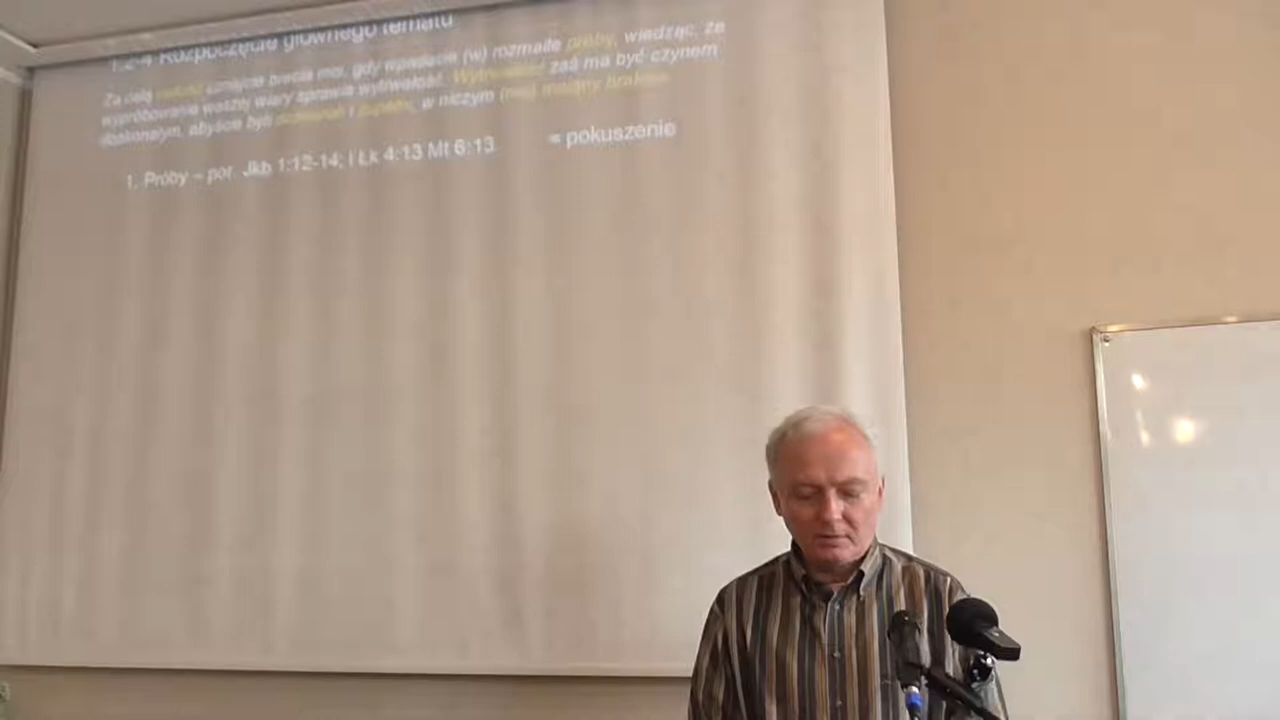 1.2-4 Rozpoczęcie głównego tematu
Za całą radość uznajcie bracia moi, gdy wpadacie (w) rozmaite próby, wiedząc, że
wypróbowanie waszej wiary sprawia wytrwałość. Wytrwałość zaś ma być czynem
doskonałym, abyście byli i zupełni, w niczym (nie) mający braków.
1. Próby – por. Jkb 1:12-14; i Łk 4:13 Mt 6:13 = pokuszenie